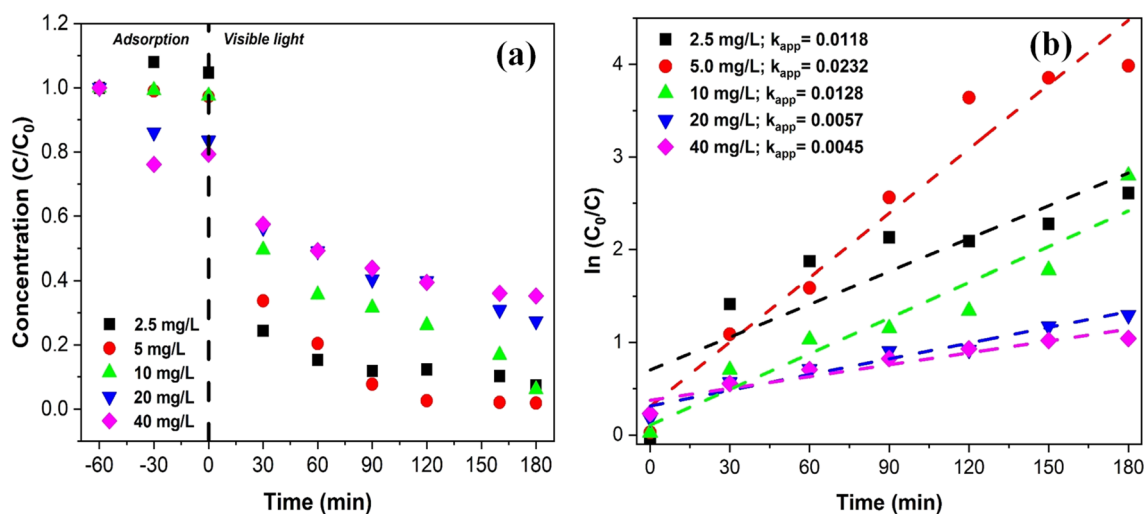 (a)
Adsorption
Visible light
Concentration (C/C0)
1.2
1.0
0.8
0.6
0.4
0.2
0.0
2.5 mg/L
5 mg/L
10 mg/L
20 mg/L
40 mg/L
-60 -30 0 30 60 90 120 150 180
Time (min)
(b)
2.5 mg/L; kapp= 0.0118
5.0 mg/L; kapp= 0.0232
10 mg/L; kapp= 0.0128
20 mg/L; kapp= 0.0057
40 mg/L; kapp= 0.0045
ln (C0/C)
4
3
2
1
0
0 30 60 90 120 150 180
Time (min)